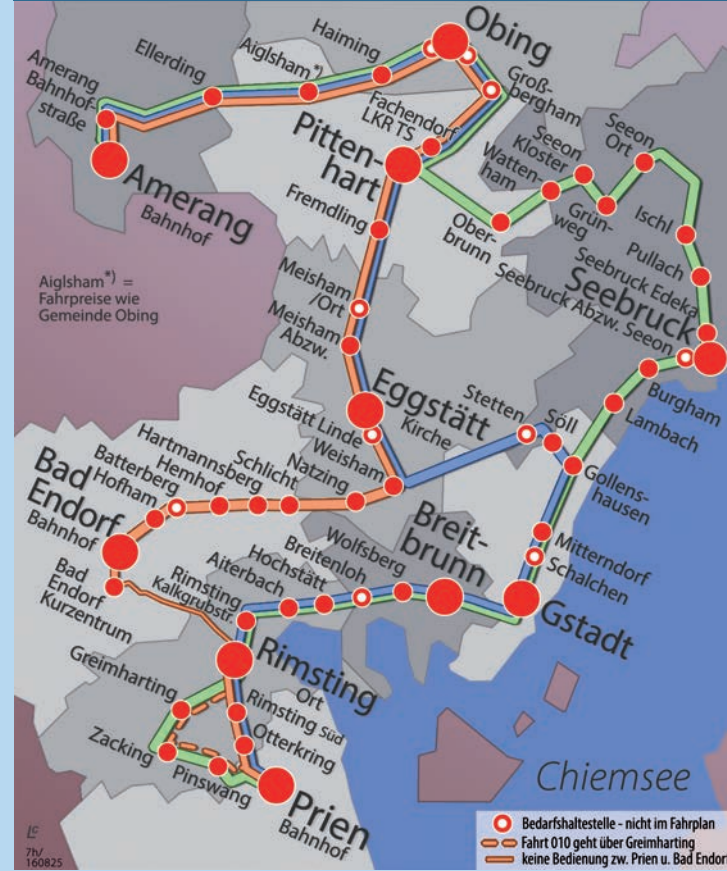 Obing
Haiming
Aiglsham*)
Ellerding
Amerang
Bahnhof-
straße
Groß-
bergham
Fachendorf
LKR TS
Pitten-
hart
Seeon
Ort
Seeon
Kloster
Watten-
ham
Amerang
Bahnhof
Fremdling
Ober-
brunn
Grün-
weg
Ischl
Pullach
Seebruck Edeka
Seebruck
Seebruck Abzw. Seeon
Aiglsham*) =
Fahrpreise wie
Gemeinde Obing
Meisham
/Ort
Meisham
Abzw.
Burgham
Lambach
Eggstätt
Kirche
Eggstätt Linde
Stetten
Söll
Weisham
Natzing
Schlicht
Hartmannsberg
Hemhof
Batterberg
Hofham
Bad
Endorf
Bahnhof
Gollens-
hausen
Breit-
brunn
Mitterndorf
Schalchen
Wolfsberg
Breitenloh
Hochstätt
Aiterbach
Rimsting
Kalkgrubstr.
Bad
Endorf
Kurzentrum
Gstadt
Rimsting
Ort
Greimharting
Rimsting Süd
Otterkring
Zacking
Pinswang
Prien
Bahnhof
Chiemsee
Lc
7h/
160825
Bedarfshaltestelle - nicht im Fahrplan
Fahrt 010 geht über Greimharting
keine Bedienung zw. Prien u. Bad Endorf